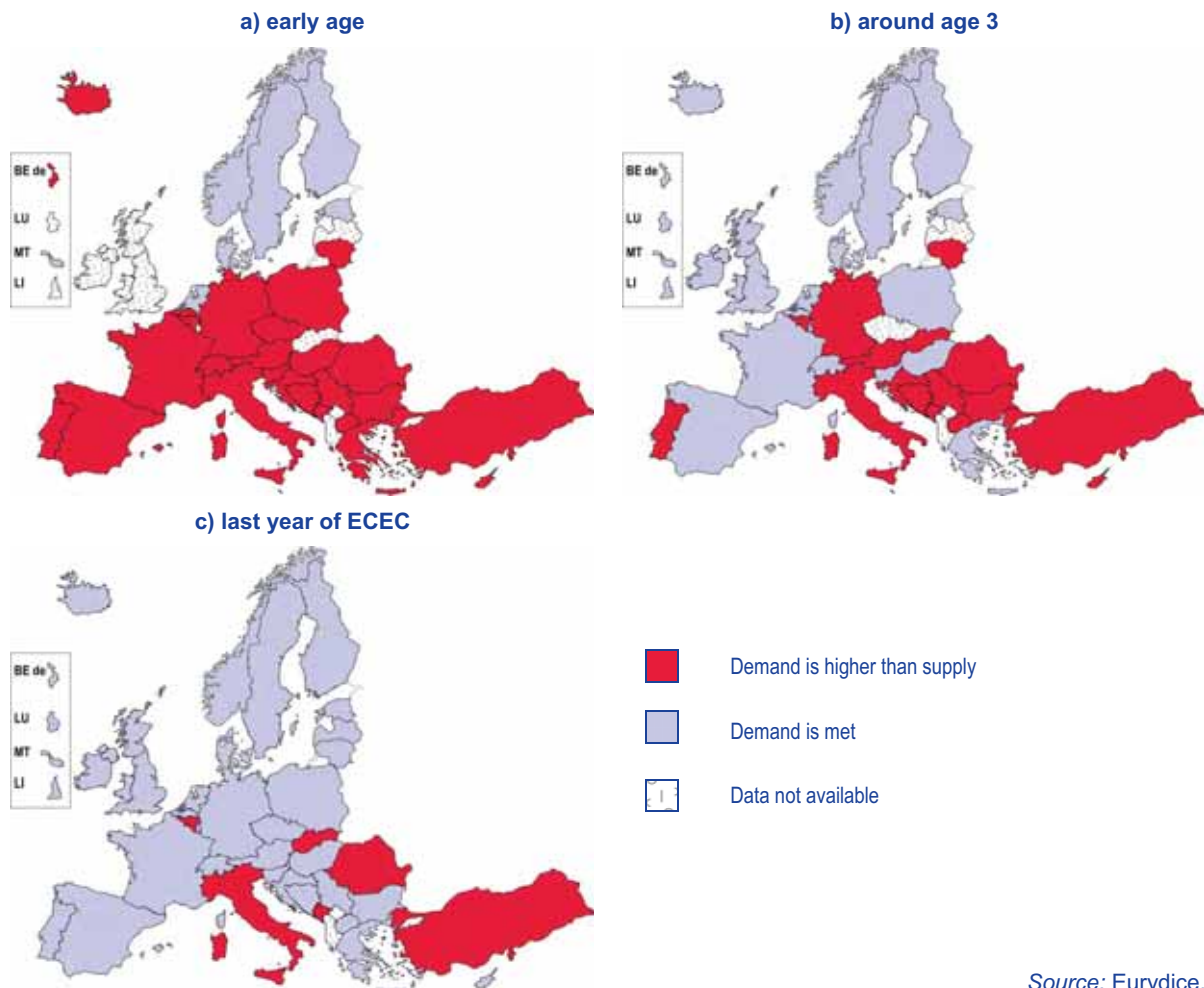 a) early age
b) around age 3
BE de
LU
MT
LI
BE de
LU
MT
LI
c) last year of ECEC
BE de
LU
MT
LI
Demand is higher than supply
Demand is met
Data not available
Source: Eurydice